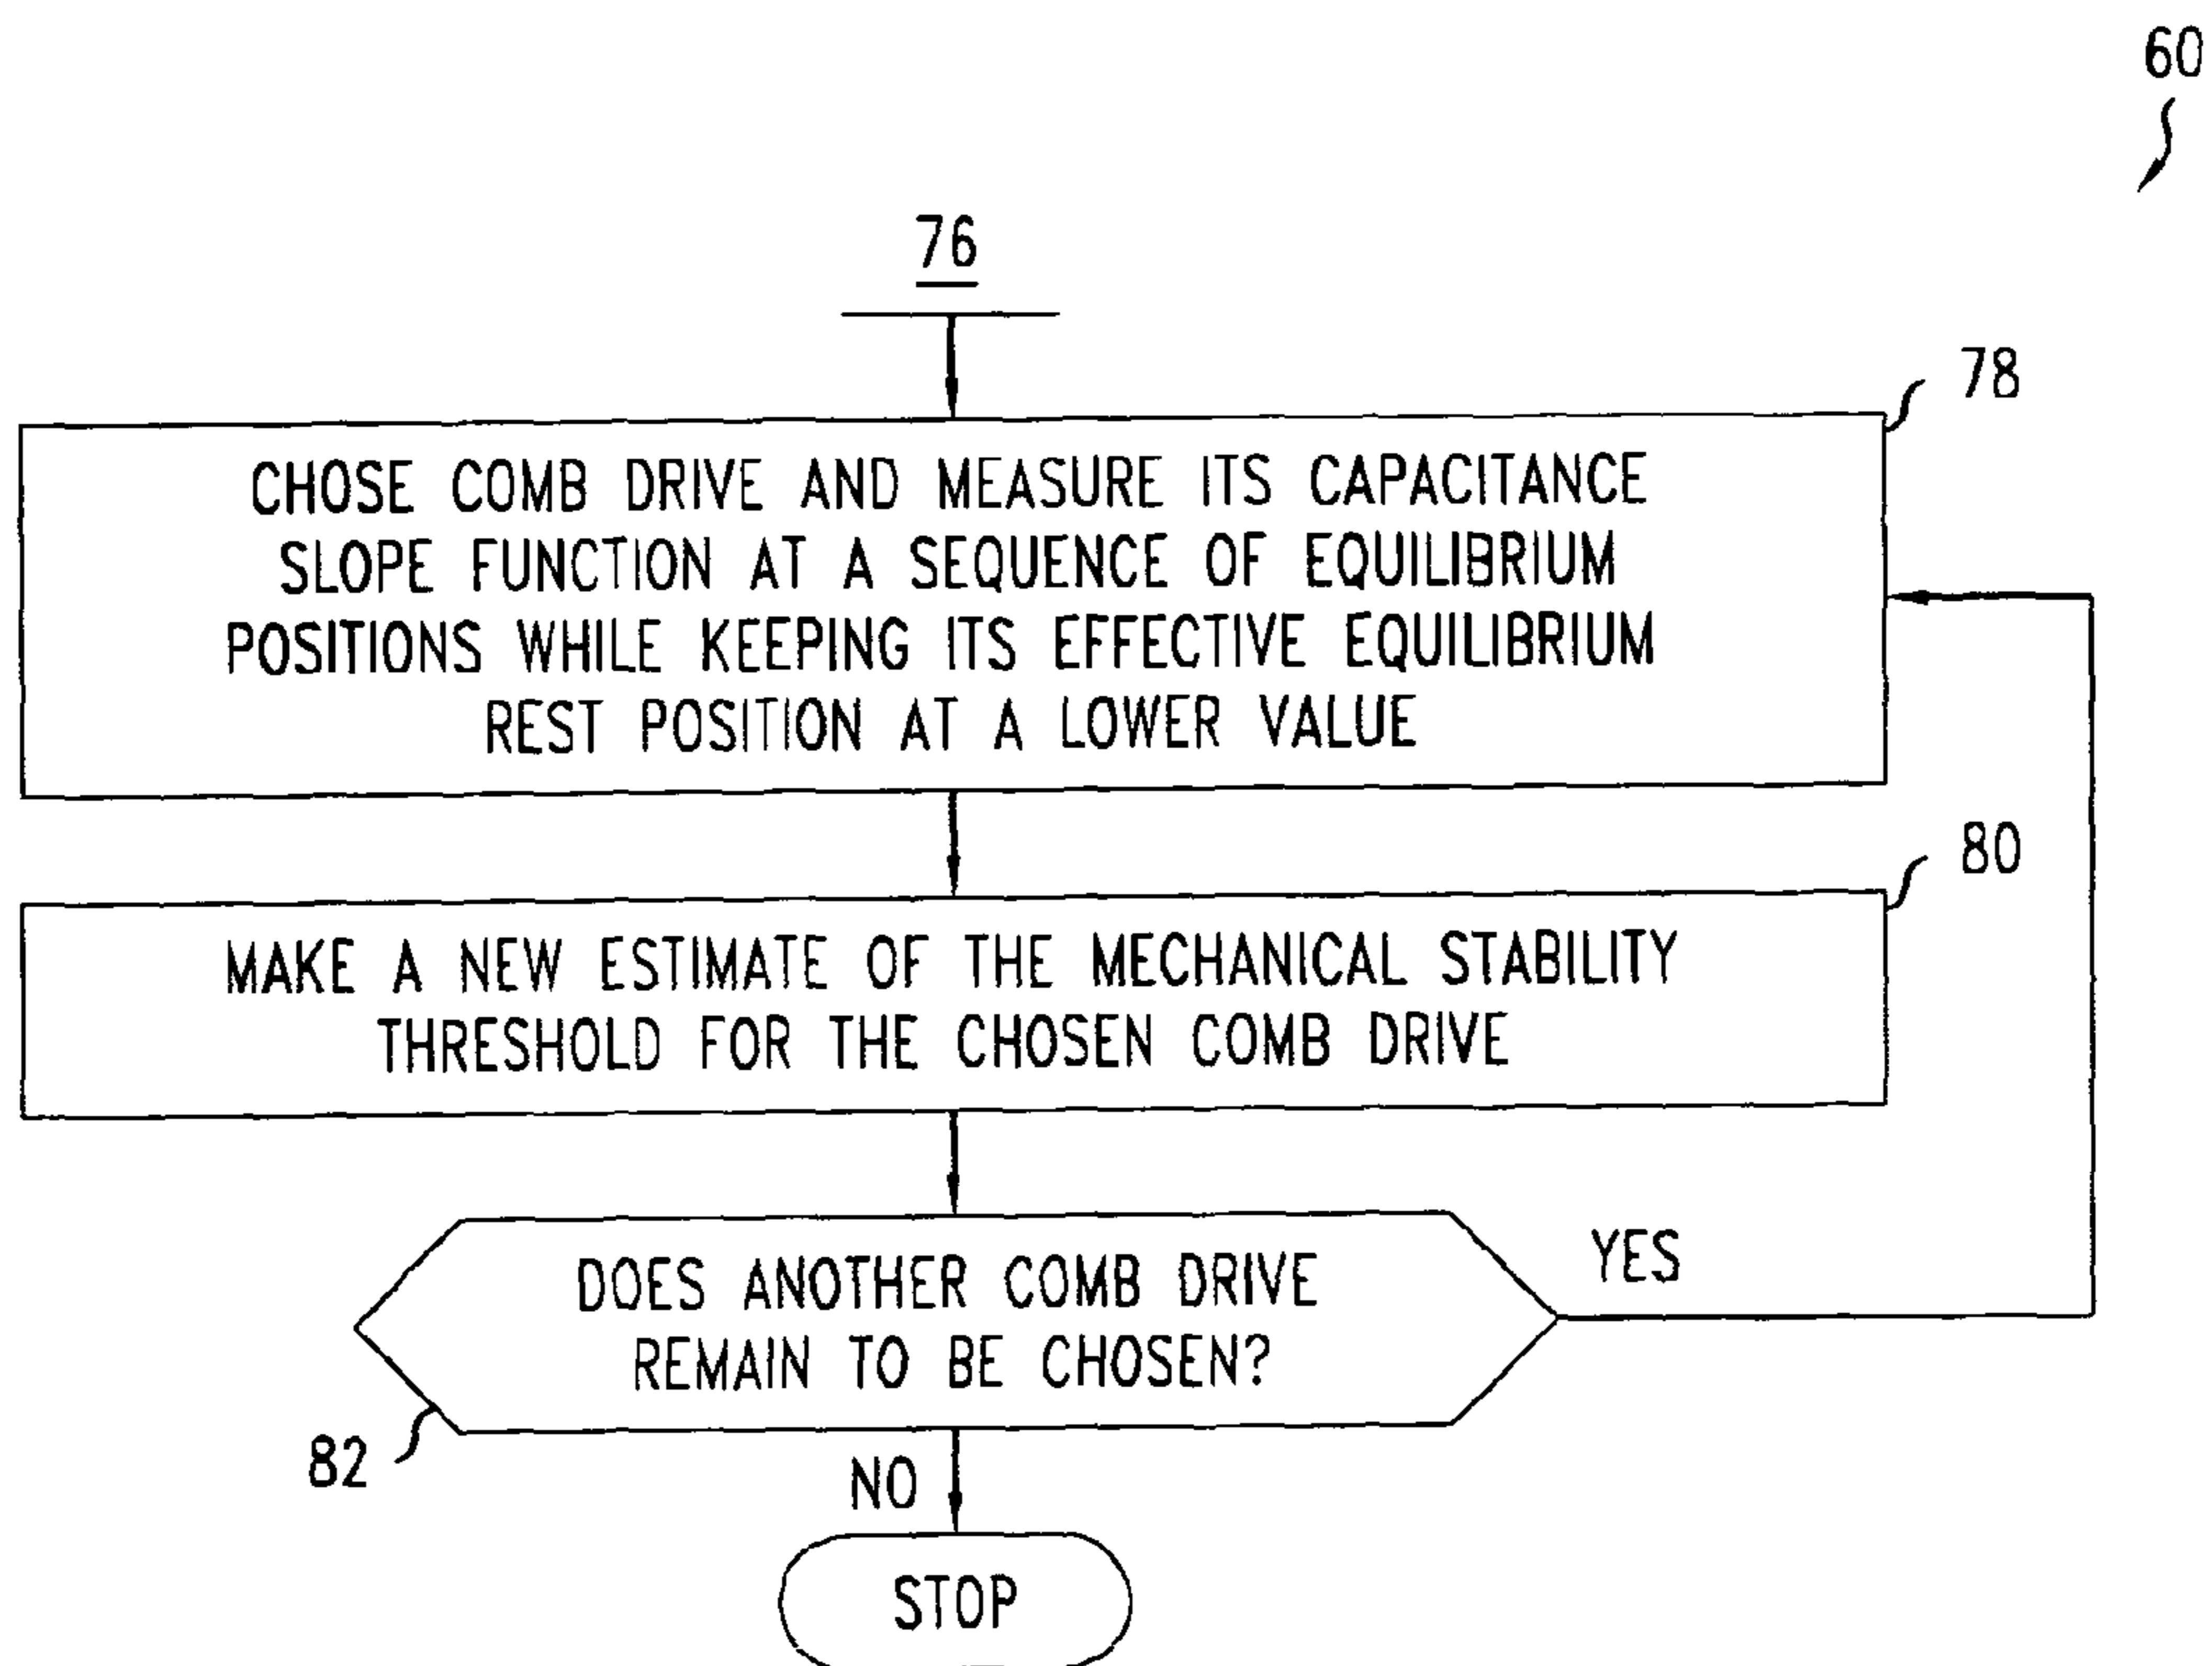 60
76
78
CHOSE COMB DRIVE AND MEASURE ITS CAPACITANCE
SLOPE FUNCTION AT A SEQUENCE OF EQUILIBRIUM
POSITIONS WHILE KEEPING ITS EFFECTIVE EQUILIBRIUM
REST POSITION AT A LOWER VALUE
80
MAKE A NEW ESTIMATE OF THE MECHANICAL STABILITY
THRESHOLD FOR THE CHOSEN COMB DRIVE
DOES ANOTHER COMB DRIVE
REMAIN TO BE CHOSEN?
YES
82
NO
STOP